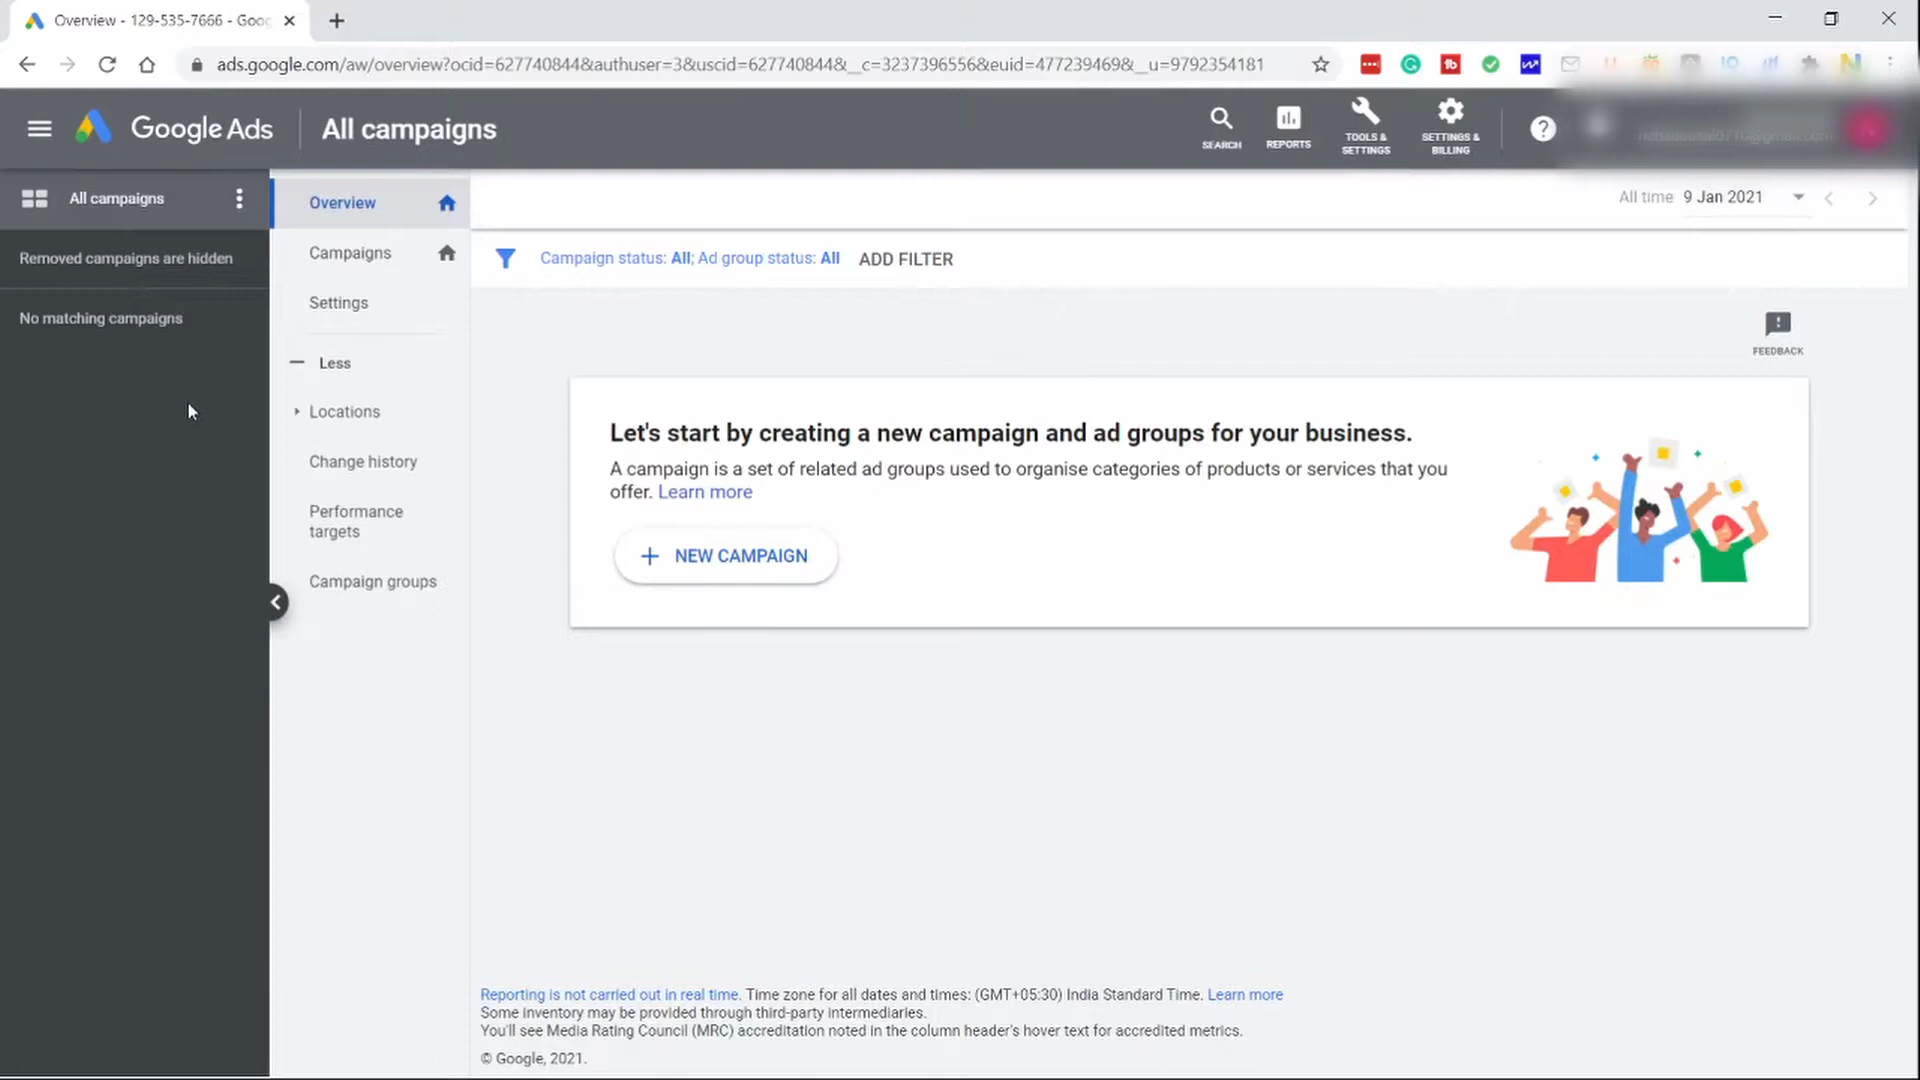 Overview - 129-535-7666 - Goog
ads.google.com/aw/overview?ocid=627740844&authuser=3&uscid=627740844&__c=3237396556&euid=477239469&__u=9792354181
Google Ads
All campaigns
SEARCH
REPORTS
TOOLS &
SETTINGS
SETTINGS &
BILLING
All campaigns
Removed campaigns are hidden
No matching campaigns
Overview
Campaigns
Settings
Less
Locations
Change history
Performance
targets
Campaign groups
All time 9 Jan 2021
Campaign status: All; Ad group status: All ADD FILTER
FEEDBACK
Let's start by creating a new campaign and ad groups for your business.
A campaign is a set of related ad groups used to organise categories of products or services that you
offer. Learn more
+ NEW CAMPAIGN
Reporting is not carried out in real time. Time zone for all dates and times: (GMT+05:30) India Standard Time. Learn more
Some inventory may be provided through third-party intermediaries.
You'll see Media Rating Council (MRC) accreditation noted in the column header's hover text for accredited metrics.
© Google, 2021.